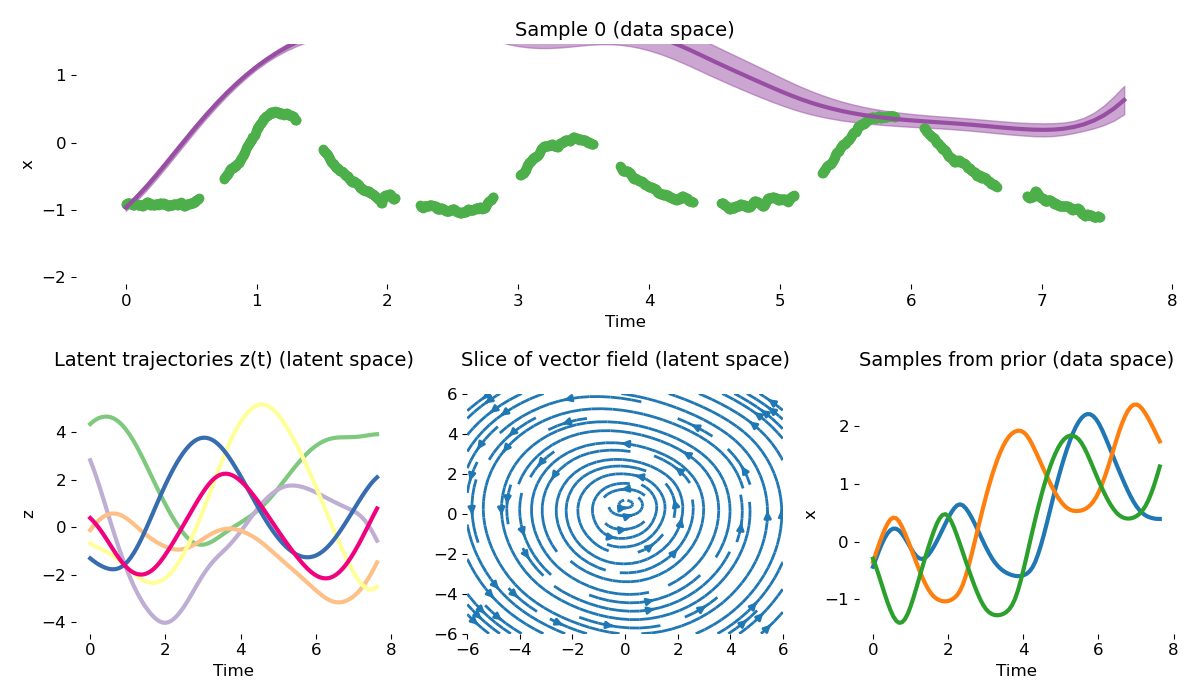 Sample 0 (data space)
1
0
−1
−2
x
0 1 2 3 4 5 6 7 8
Time
Latent trajectories z(t) (latent space)
4
2
0
−2
−4
z
0 2 4 6 8
Time
Slice of vector field (latent space)
6
4
2
0
−2
−4
−6
−6 −4 −2 0 2 4 6
Samples from prior (data space)
2
1
0
−1
x
0 2 4 6 8
Time